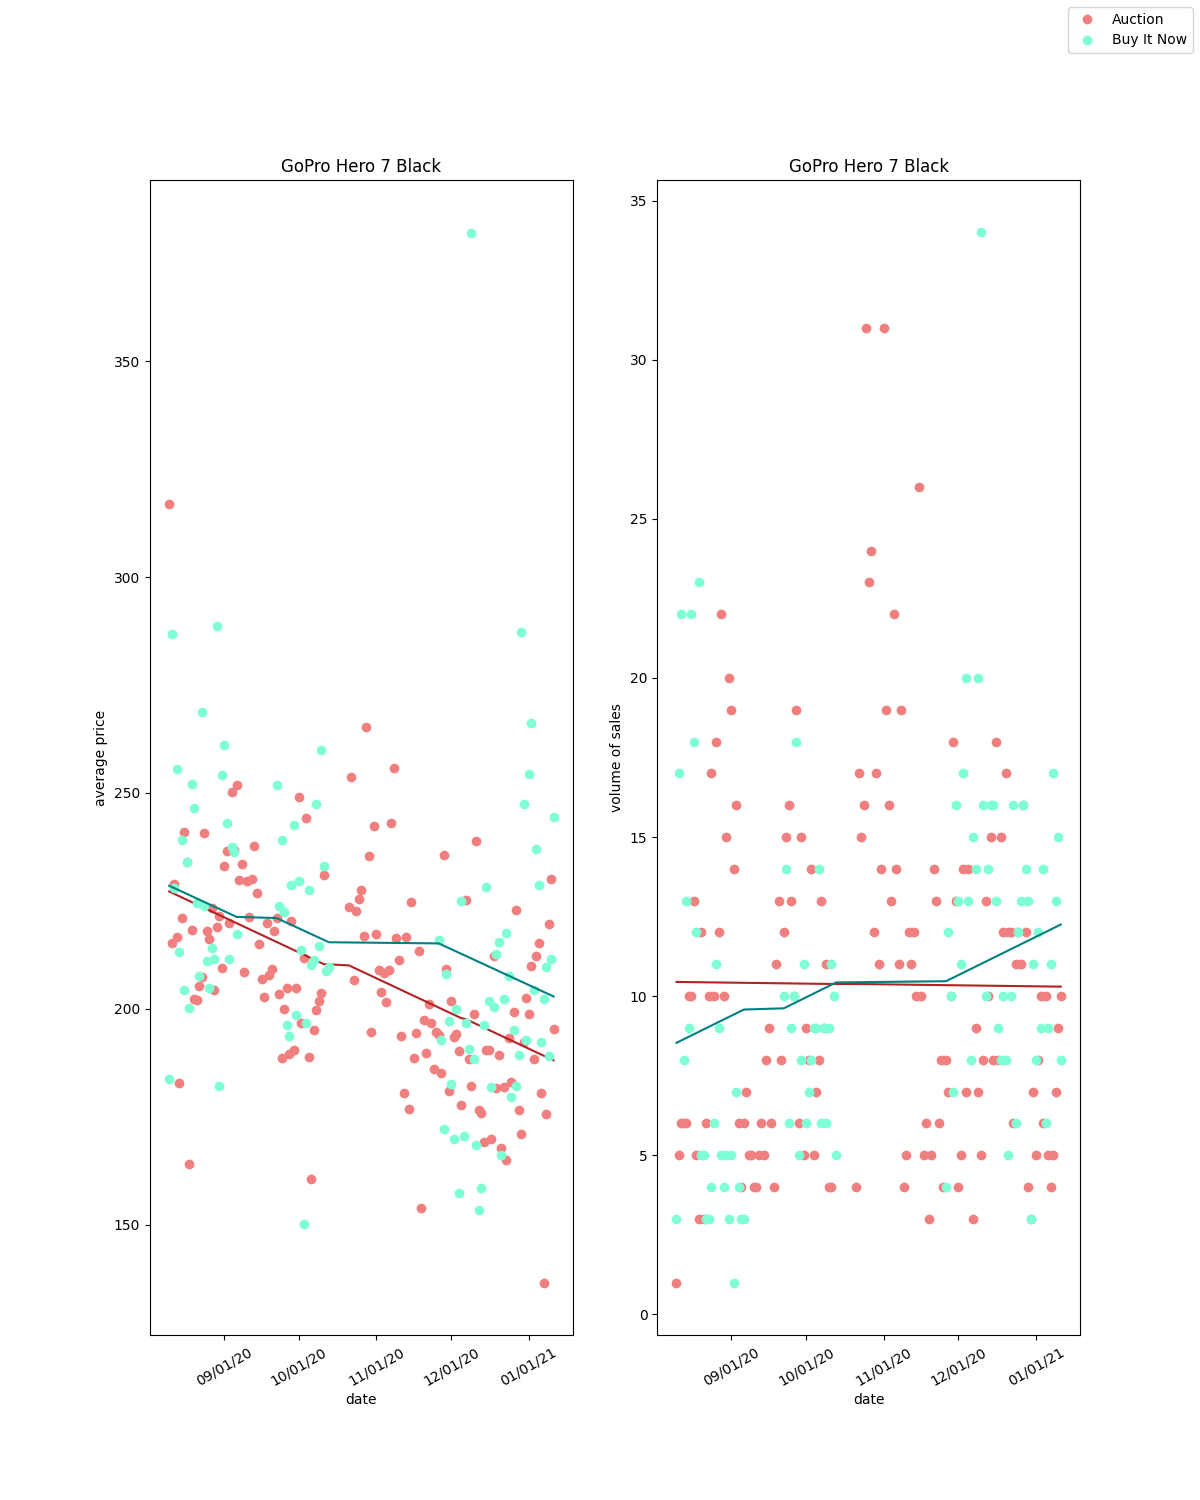 Auction
Buy It Now
GoPro Hero 7 Black
average price
350
300
250
200
150
09/01/20
10/01/20
11/01/20
12/01/20
01/01/21
date
GoPro Hero 7 Black
volume of sales
35
30
25
20
15
10
5
0
09/01/20
10/01/20
11/01/20
12/01/20
01/01/21
date